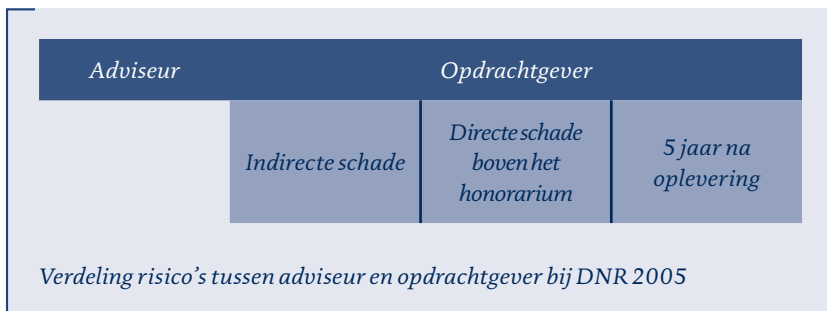 Adviseur
Opdrachtgever
Indirecte schade
Directe schade
boven het
honorarium
5 jaar na
oplevering
Verdeling risico's tussen adviseur en opdrachtgever bij DNR 2005